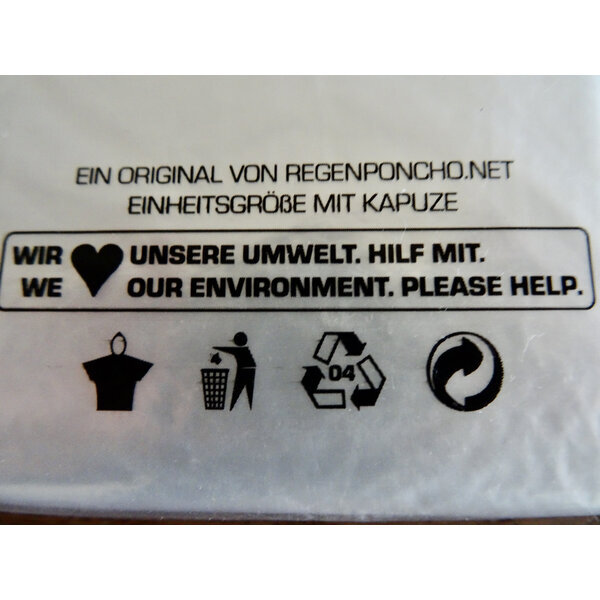 EIN ORIGINAL VON REGENPONCHO.NET
EINHEITSGRÖßE MIT KAPUZE
WIR ♥ UNSERE UMWELT. HILF MIT.
WE ♥ OUR ENVIRONMENT. PLEASE HELP.
04